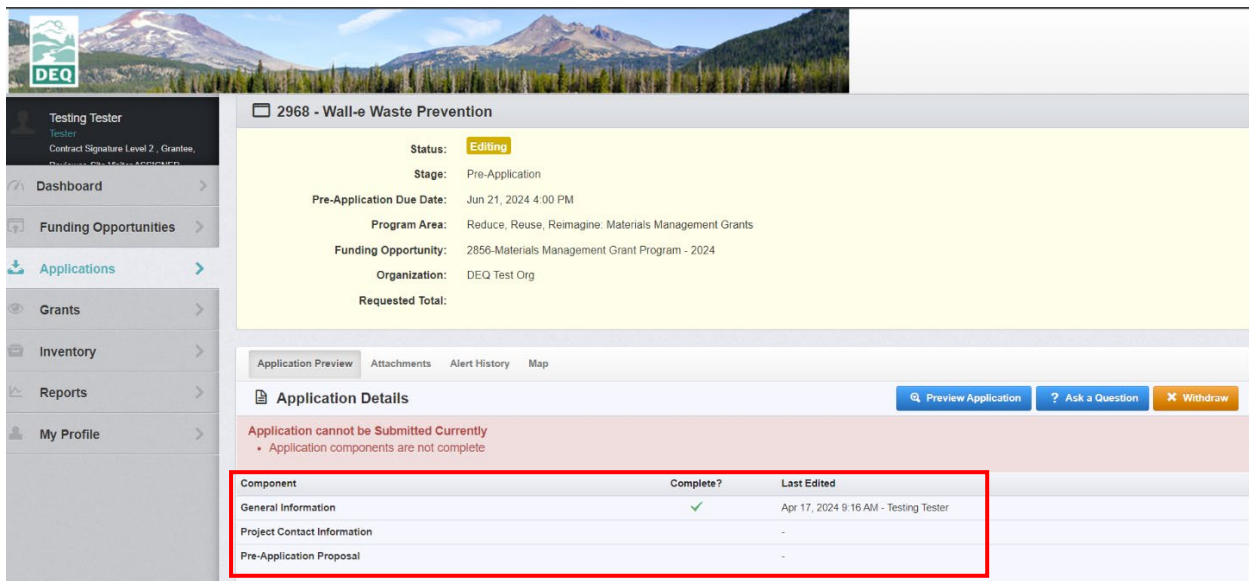 DEQ
Testing Tester
Tester
Contract Signature Level 2 , Grantee,
Dashboard
Funding Opportunities
Applications
Grants
Inventory
Reports
My Profile
2968 - Wall-e Waste Prevention
Status: Editing
Stage: Pre-Application
Pre-Application Due Date: Jun 21, 2024 4:00 PM
Program Area: Reduce, Reuse, Reimagine: Materials Management Grants
Funding Opportunity: 2856-Materials Management Grant Program - 2024
Organization: DEQ Test Org
Requested Total:
Application Preview Attachments Alert History Map
Application Details Preview Application ? Ask a Question Withdraw
Application cannot be Submitted Currently
• Application components are not complete
Component Complete? Last Edited
General Information ✓ Apr 17, 2024 9:16 AM - Testing Tester
Project Contact Information -
Pre-Application Proposal -